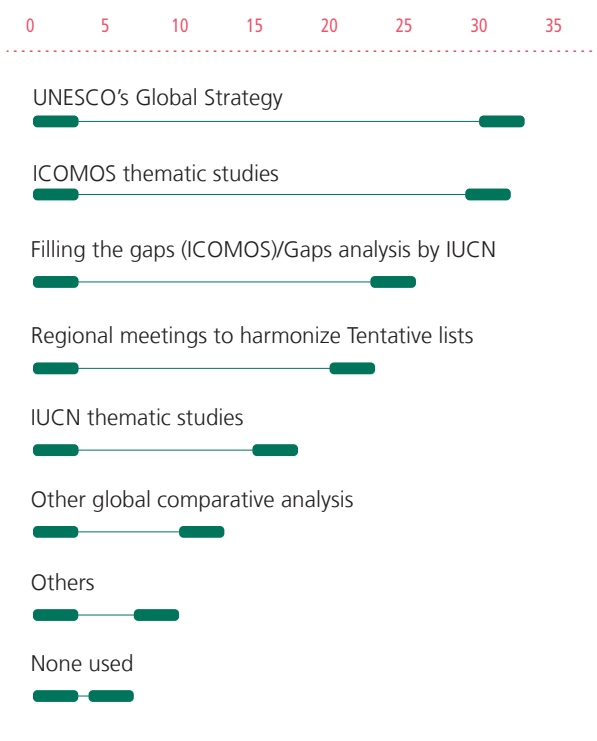 0 5 10 15 20 25 30 35
UNESCO’s Global Strategy
ICOMOS thematic studies
Filling the gaps (ICOMOS)/Gaps analysis by IUCN
Regional meetings to harmonize Tentative lists
IUCN thematic studies
Other global comparative analysis
Others
None used